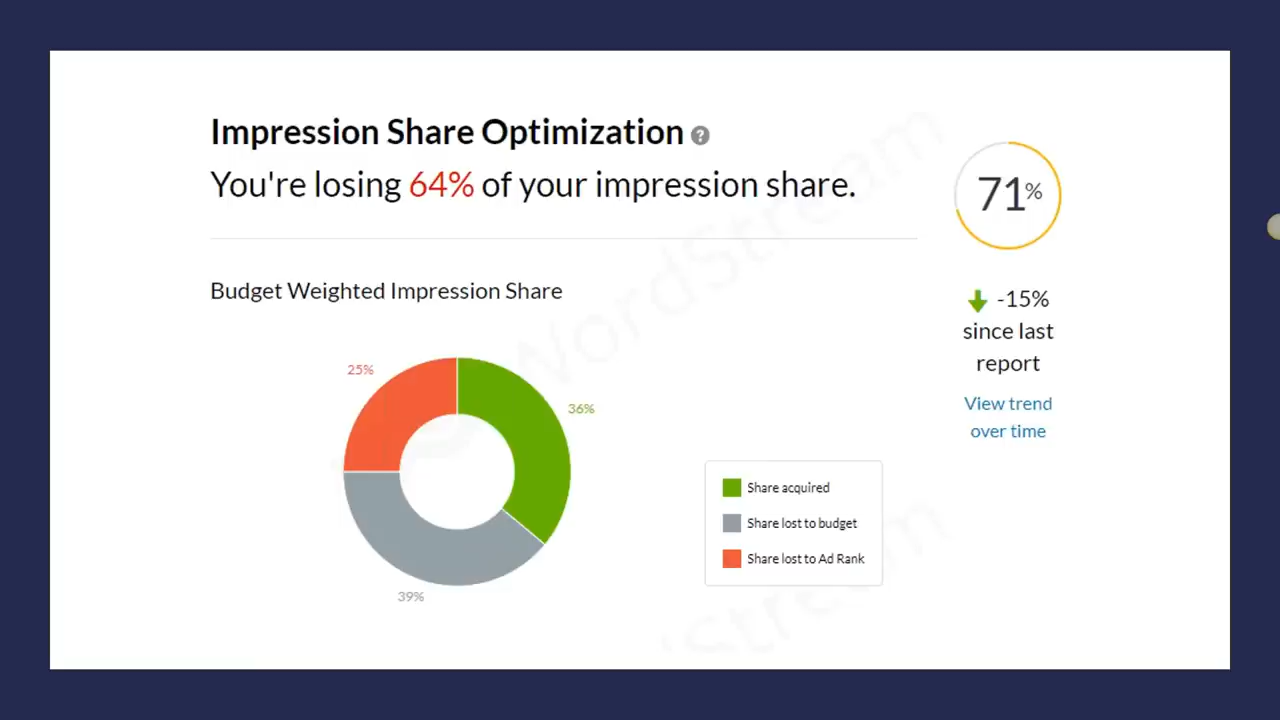 Impression Share Optimization ?
You're losing 64% of your impression share.
71%
-15%
since last
report
View trend
over time
Budget Weighted Impression Share
25%
36%
39%
Share acquired
Share lost to budget
Share lost to Ad Rank
WordStream
Stream